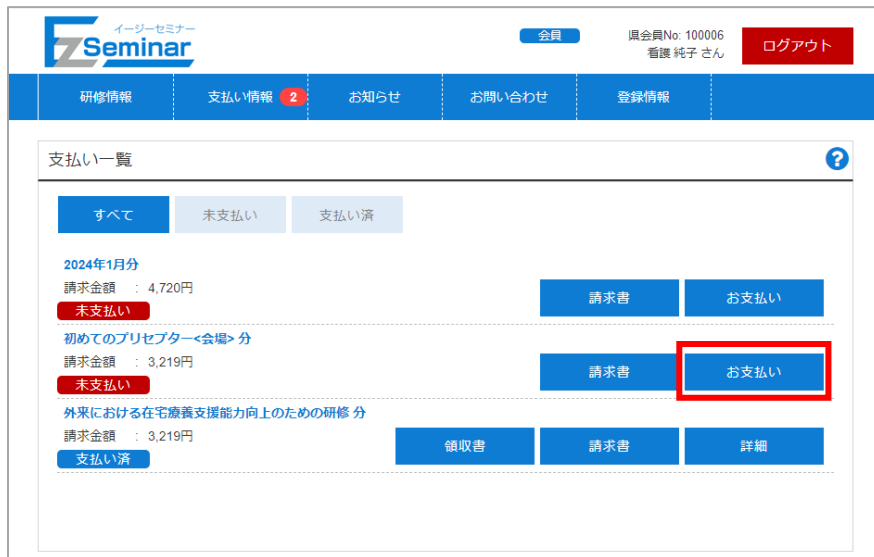 イージーセミナー
EzSeminar
会員
県会員No: 100006
看護 純子 さん
ログアウト
研修情報
支払い情報 2
お知らせ
お問い合わせ
登録情報
支払い一覧 ?
すべて
未支払い
支払い済
2024年1月分
請求金額 : 4,720円
未支払い
請求書
お支払い
初めてのプリセプター<会場> 分
請求金額 : 3,219円
未支払い
請求書
お支払い
外来における在宅療養支援能力向上のための研修 分
請求金額 : 3,219円
支払い済
領収書
請求書
詳細